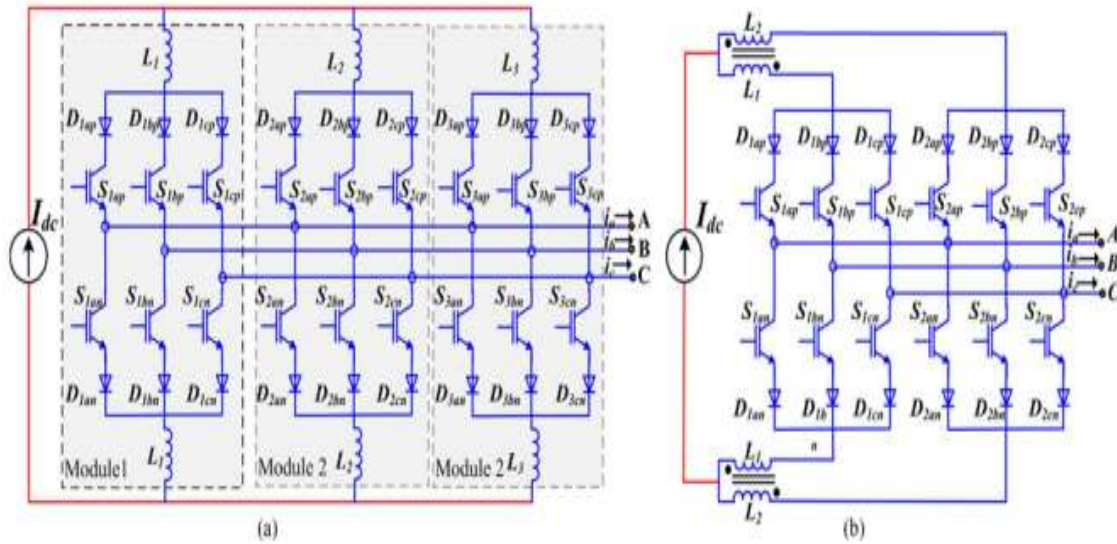 L1 L2 L3
D1ap D1bp D1cp D2ap D2bp D2cp D3ap D3bp D3cp
S1ap S1bp S1cp S2ap S2bp S2cp S3ap S3bp S3cp
Idc
ia A
ib B
ic C
S1an S1bn S1cn S2an S2bn S2cn S3an S3bn S3cn
D1an D1bn D1cn D2an D2bn D2cn D3an D3bn D3cn
Module1 L1 Module 2 L2 Module 2 L3
(a)
L2
L1
D1ap D1bp D1cp D2ap D2bp D2cp
S1ap S1bp S1cp S2ap S2bp S2cp
Idc
ia A
ib B
ic C
S1an S1bn S1cn S2an S2bn S2cn
D1an D1b D1cn D2an D2bn D2cn
n
L1
L2
(b)